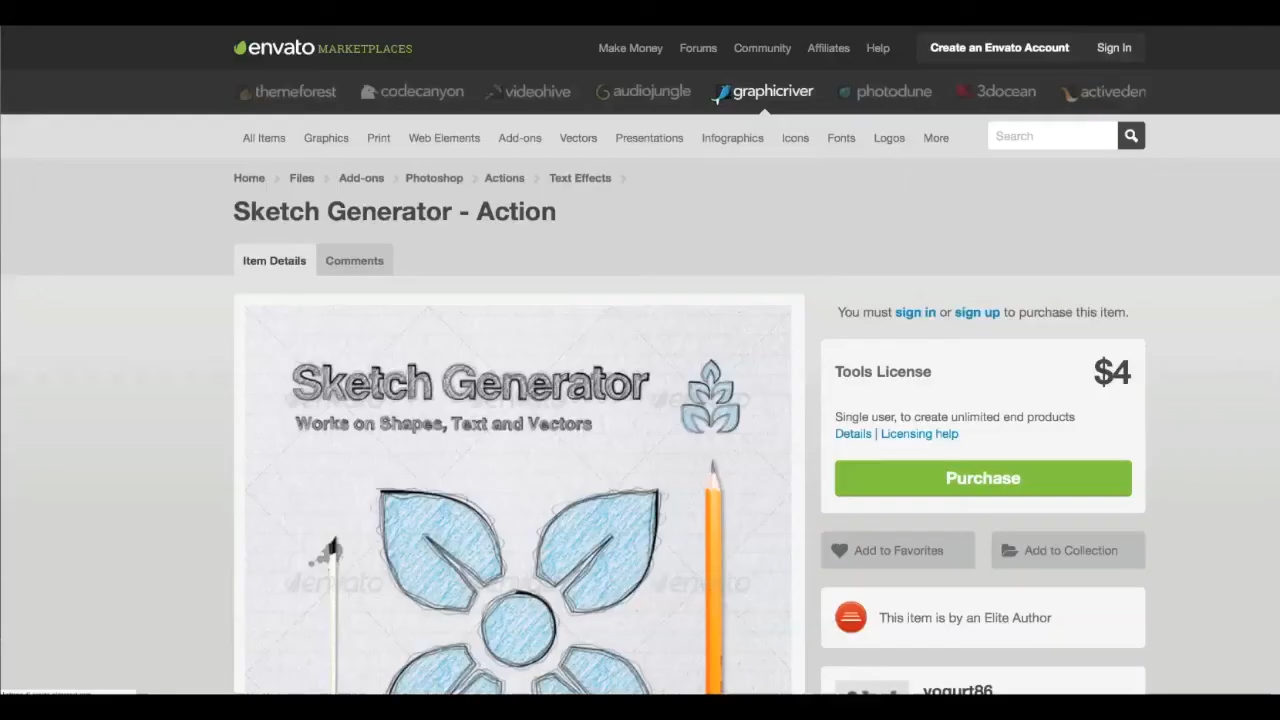 envato MARKETPLACES
Make Money Forums Community Affiliates Help Create an Envato Account Sign In
themeforest codecanyon videohive audiojungle graphicriver photodune 3docean activeden
All Items Graphics Print Web Elements Add-ons Vectors Presentations Infographics Icons Fonts Logos More Search
Home Files Add-ons Photoshop Actions Text Effects
Sketch Generator - Action
Item Details Comments
You must sign in or sign up to purchase this item.
Tools License $4
Single user, to create unlimited end products
Details | Licensing help
Purchase
Add to Favorites Add to Collection
This item is by an Elite Author
yogurt86
Sketch Generator
Works on Shapes, Text and Vectors
envato
envato
envato